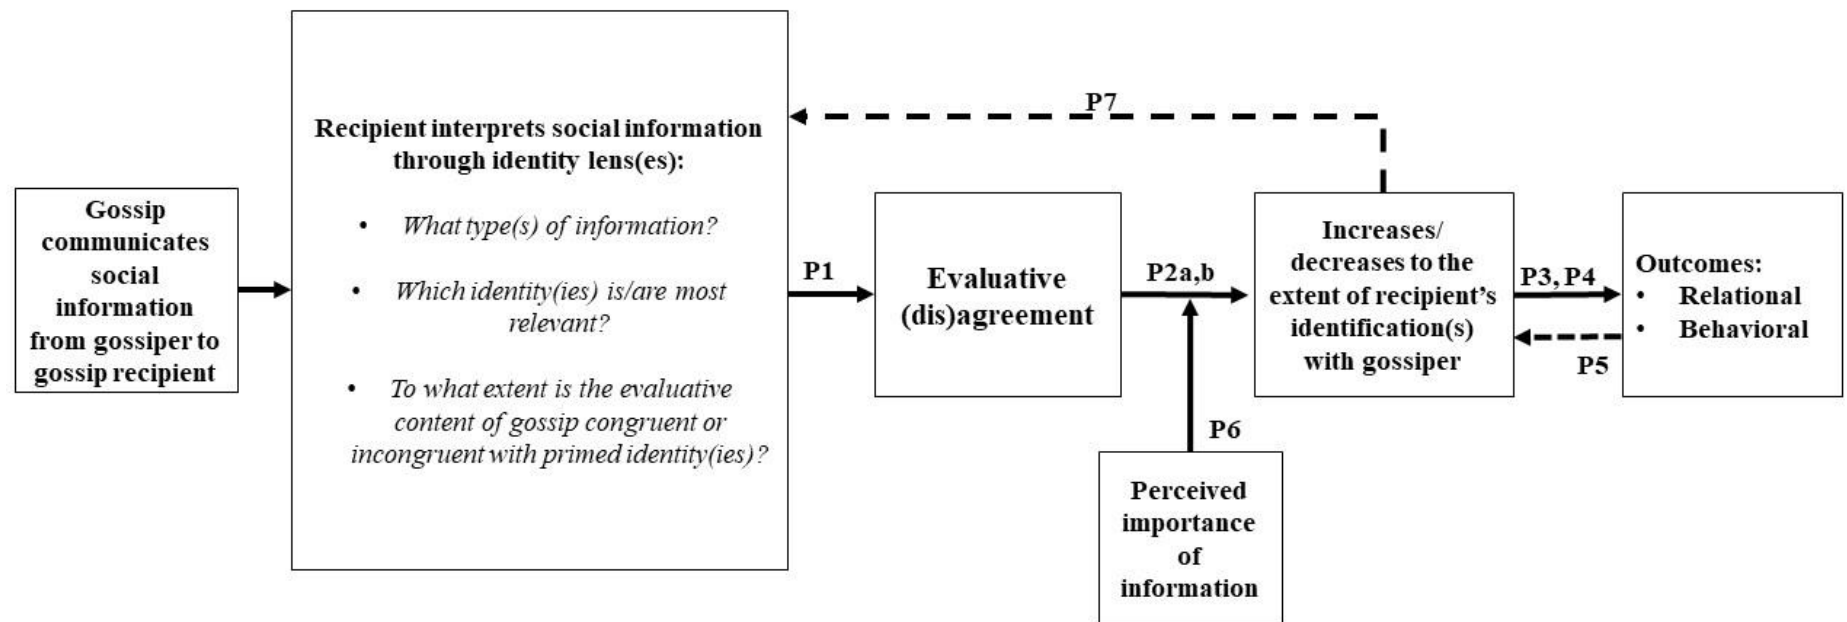 Gossip
communicates
social
information
from gossiper to
gossip recipient
Recipient interprets social information
through identity lens(es):
• What type(s) of information?
• Which identity(ies) is/are most
relevant?
• To what extent is the evaluative
content of gossip congruent or
incongruent with primed identity(ies)?
P1
Evaluative
(dis)agreement
P2a,b
P6
Perceived
importance
of
information
P7
Increases/
decreases to the
extent of recipient’s
identification(s)
with gossiper
P3, P4
P5
Outcomes:
• Relational
• Behavioral